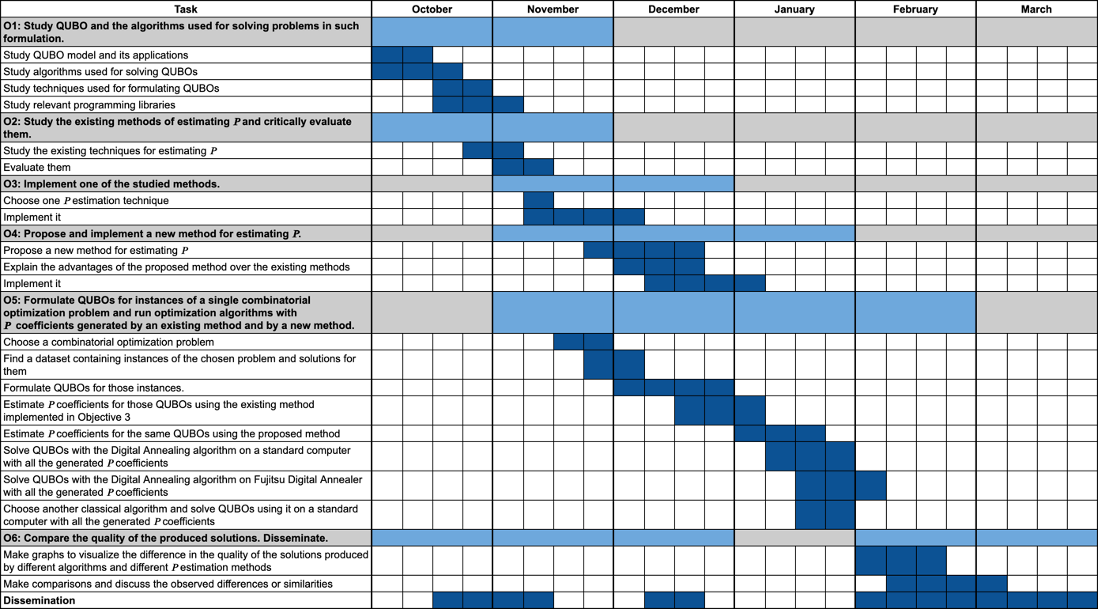 Task October November December January February March
O1: Study QUBO and the algorithms used for solving problems in such
formulation.
Study QUBO model and its applications
Study algorithms used for solving QUBOs
Study techniques used for formulating QUBOs
Study relevant programming libraries
O2: Study the existing methods of estimating P and critically evaluate
them.
Study the existing techniques for estimating P
Evaluate them
O3: Implement one of the studied methods.
Choose one P estimation technique
Implement it
O4: Propose and implement a new method for estimating P.
Propose a new method for estimating P
Explain the advantages of the proposed method over the existing methods
Implement it
O5: Formulate QUBOs for instances of a single combinatorial
optimization problem and run optimization algorithms with
P coefficients generated by an existing method and by a new method.
Choose a combinatorial optimization problem
Find a dataset containing instances of the chosen problem and solutions for
them
Formulate QUBOs for those instances.
Estimate P coefficients for those QUBOs using the existing method
implemented in Objective 3
Estimate P coefficients for the same QUBOs using the proposed method
Solve QUBOs with the Digital Annealing algorithm on a standard computer
with all the generated P coefficients
Solve QUBOs with the Digital Annealing algorithm on Fujitsu Digital Annealer
with all the generated P coefficients
Choose another classical algorithm and solve QUBOs using it on a standard
computer with all the generated P coefficients
O6: Compare the quality of the produced solutions. Disseminate.
Make graphs to visualize the difference in the quality of the solutions produced
by different algorithms and different P estimation methods
Make comparisons and discuss the observed differences or similarities
Dissemination